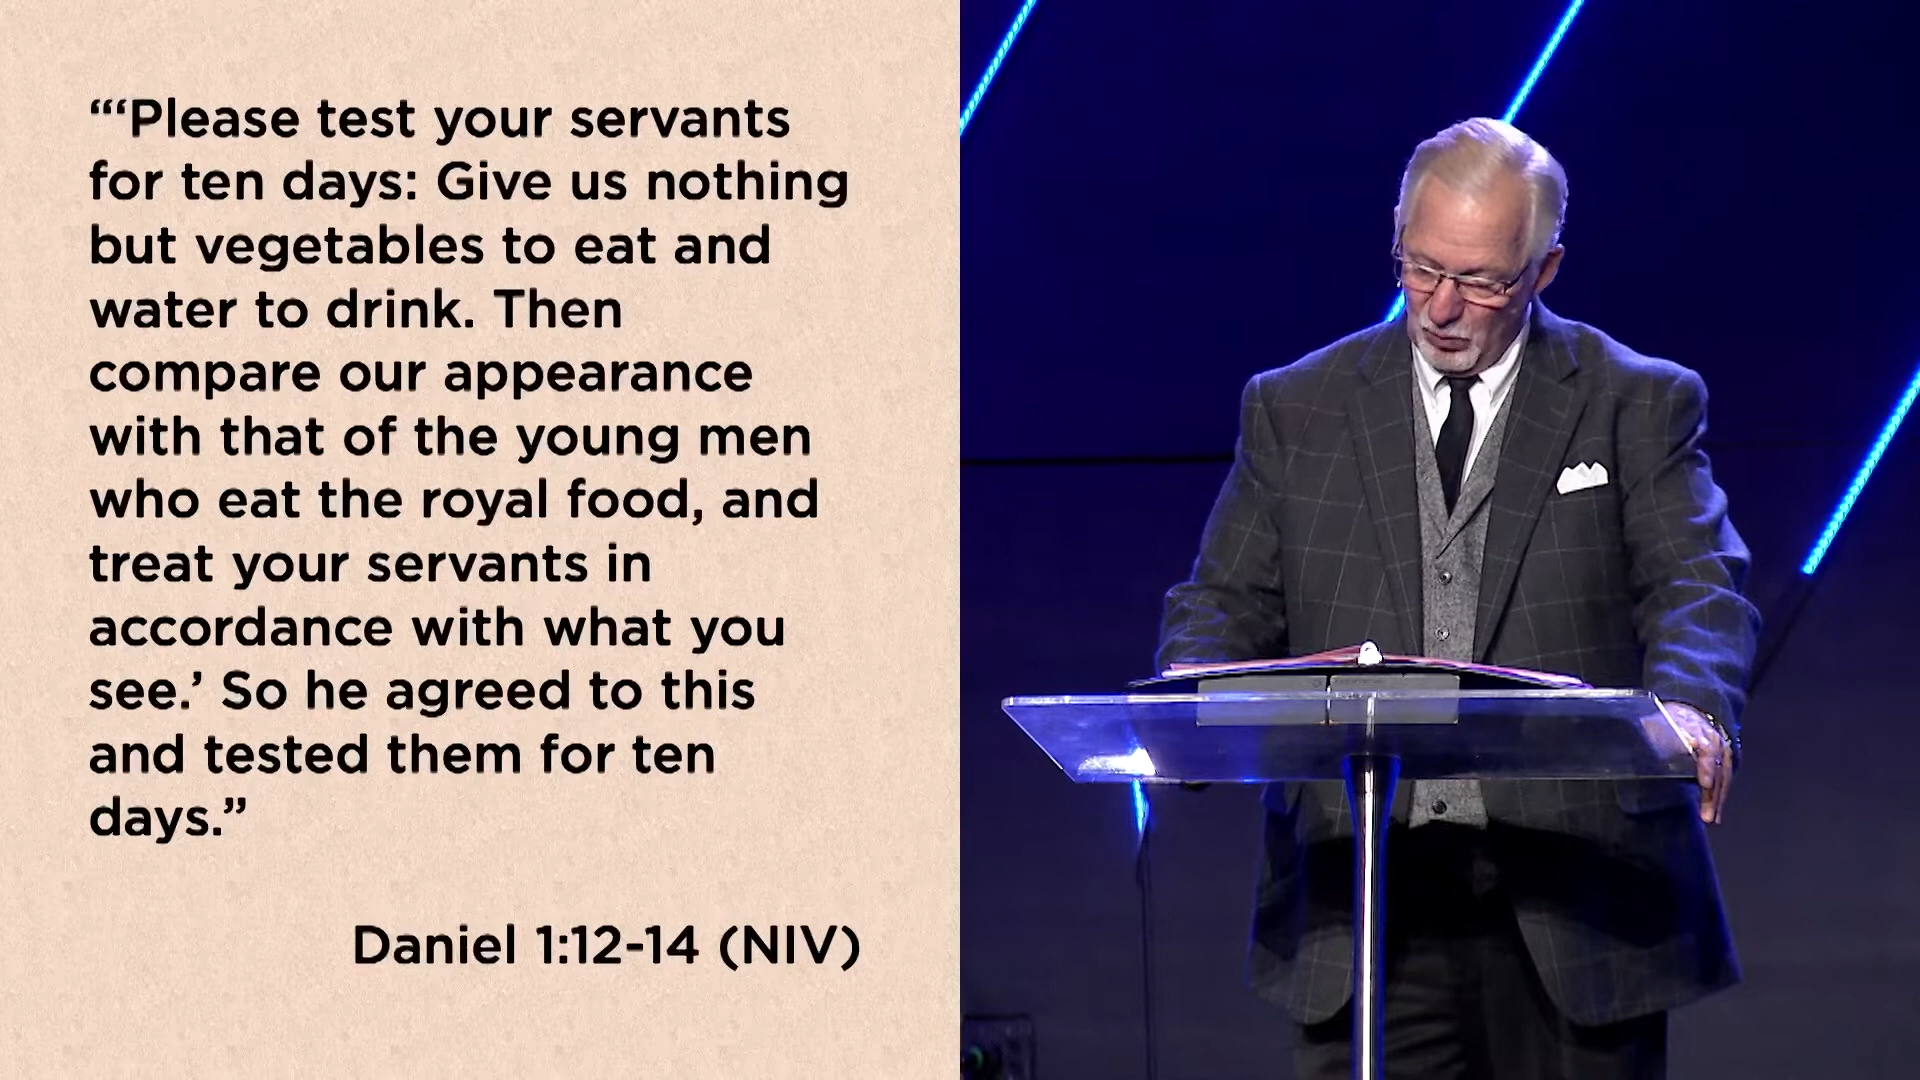 “‘Please test your servants
for ten days: Give us nothing
but vegetables to eat and
water to drink. Then
compare our appearance
with that of the young men
who eat the royal food, and
treat your servants in
accordance with what you
see.’ So he agreed to this
and tested them for ten
days.”
Daniel 1:12-14 (NIV)